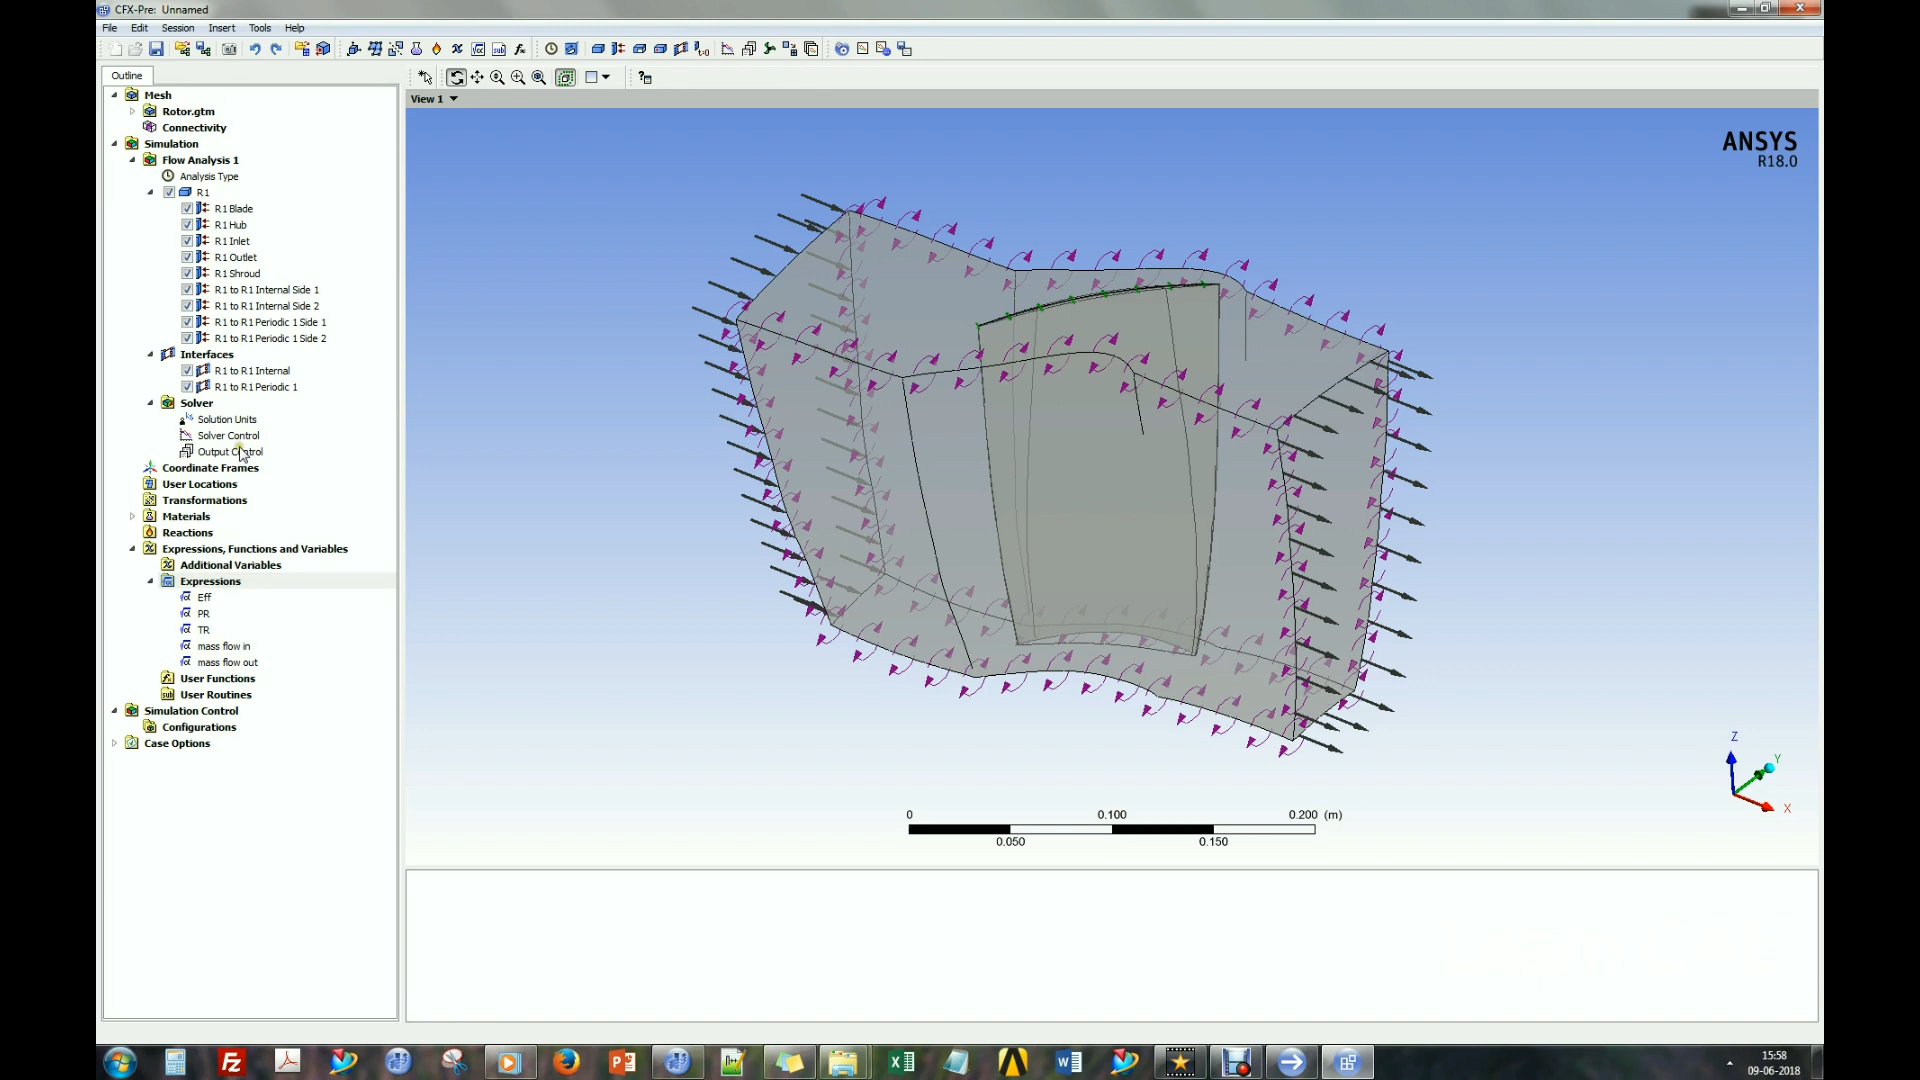 CFX-Pre: Unnamed
File Edit Session Insert Tools Help
Outline
View 1
Mesh
Rotor.gtm
Connectivity
Simulation
Flow Analysis 1
Analysis Type
R1
R1 Blade
R1 Hub
R1 Inlet
R1 Outlet
R1 Shroud
R1 to R1 Internal Side 1
R1 to R1 Internal Side 2
R1 to R1 Periodic 1 Side 1
R1 to R1 Periodic 1 Side 2
Interfaces
R1 to R1 Internal
R1 to R1 Periodic 1
Solver
Solution Units
Solver Control
Output Control
Coordinate Frames
User Locations
Transformations
Materials
Reactions
Expressions, Functions and Variables
Additional Variables
Expressions
Eff
PR
TR
mass flow in
mass flow out
User Functions
User Routines
Simulation Control
Configurations
Case Options
ANSYS
R18.0
Z
Y
X
0 0.100 0.200 (m)
0.050 0.150
15:58
09-06-2018